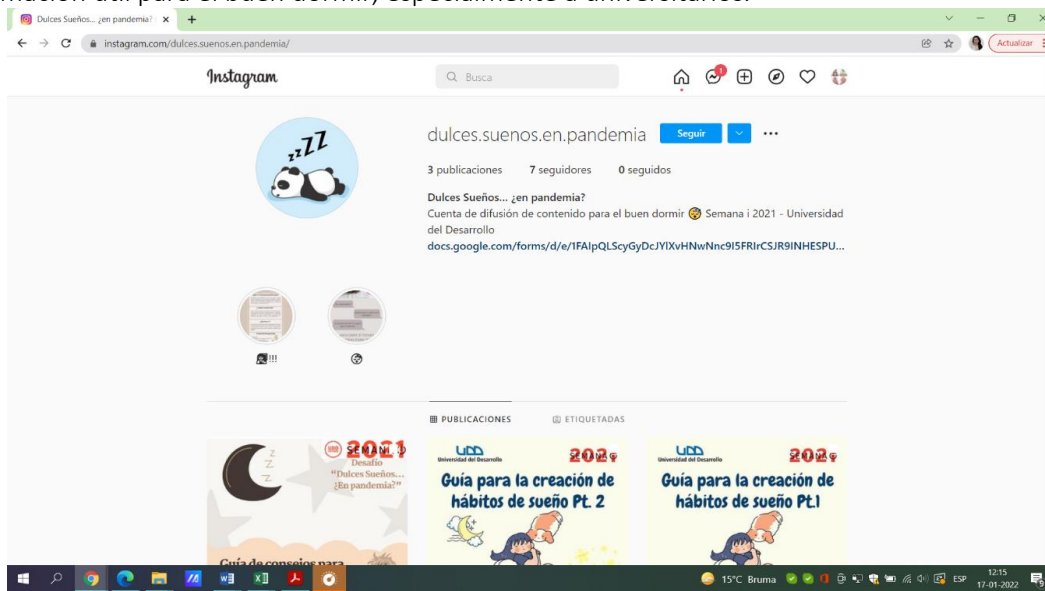 mación útil para el buen dormir, especialmente a universitarios.
Dulces Sueños... ¿en pandemia?
instagram.com/dulces.suenos.en.pandemia/
Actualizar
Instagram
Busca
1
zzZZ
dulces.suenos.en.pandemia Seguir
3 publicaciones 7 seguidores 0 seguidos
Dulces Sueños... ¿en pandemia?
Cuenta de difusión de contenido para el buen dormir 😴 Semana i 2021 - Universidad
del Desarrollo
docs.google.com/forms/d/e/1FAIpQLScyGyDcJYlXvHNwNnc9I5FRIrCSJR9INHESPU...
!!!
PUBLICACIONES ETIQUETADAS
Z
Z
Z
SEMANA
2021
Desafío
"Dulces Sueños...
¿En pandemia?"
Guía de consejos para
UDD
Universidad del Desarrollo
Guía para la creación de
hábitos de sueño Pt. 2
UDD
Universidad del Desarrollo
Guía para la creación de
hábitos de sueño Pt.1
15°C Bruma ESP 12:15
17-01-2022